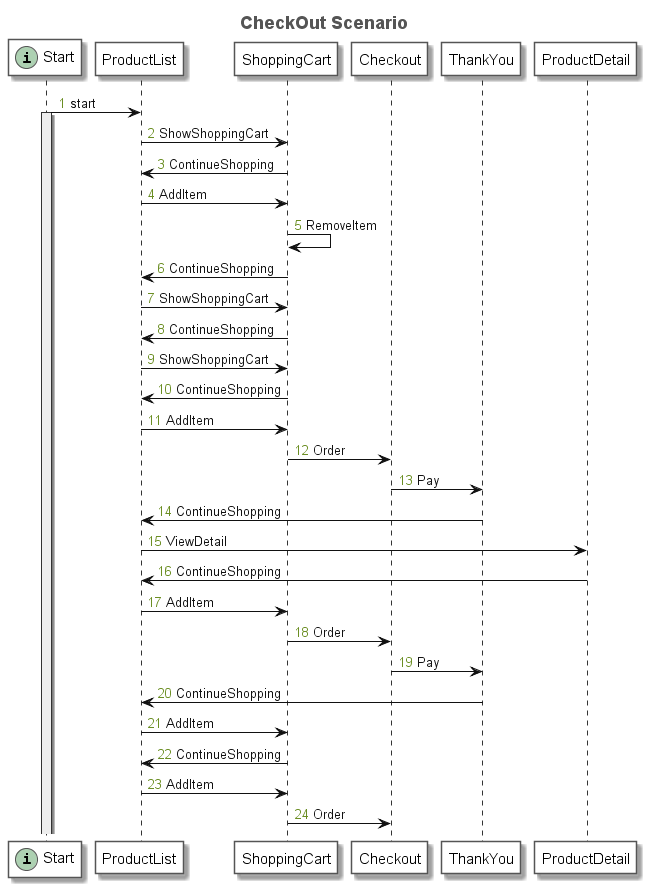 CheckOut Scenario
i Start ProductList ShoppingCart Checkout ThankYou ProductDetail
1 start
2 ShowShoppingCart
3 ContinueShopping
4 AddItem
5 RemoveItem
6 ContinueShopping
7 ShowShoppingCart
8 ContinueShopping
9 ShowShoppingCart
10 ContinueShopping
11 AddItem
12 Order
13 Pay
14 ContinueShopping
15 ViewDetail
16 ContinueShopping
17 AddItem
18 Order
19 Pay
20 ContinueShopping
21 AddItem
22 ContinueShopping
23 AddItem
24 Order
i Start ProductList ShoppingCart Checkout ThankYou ProductDetail